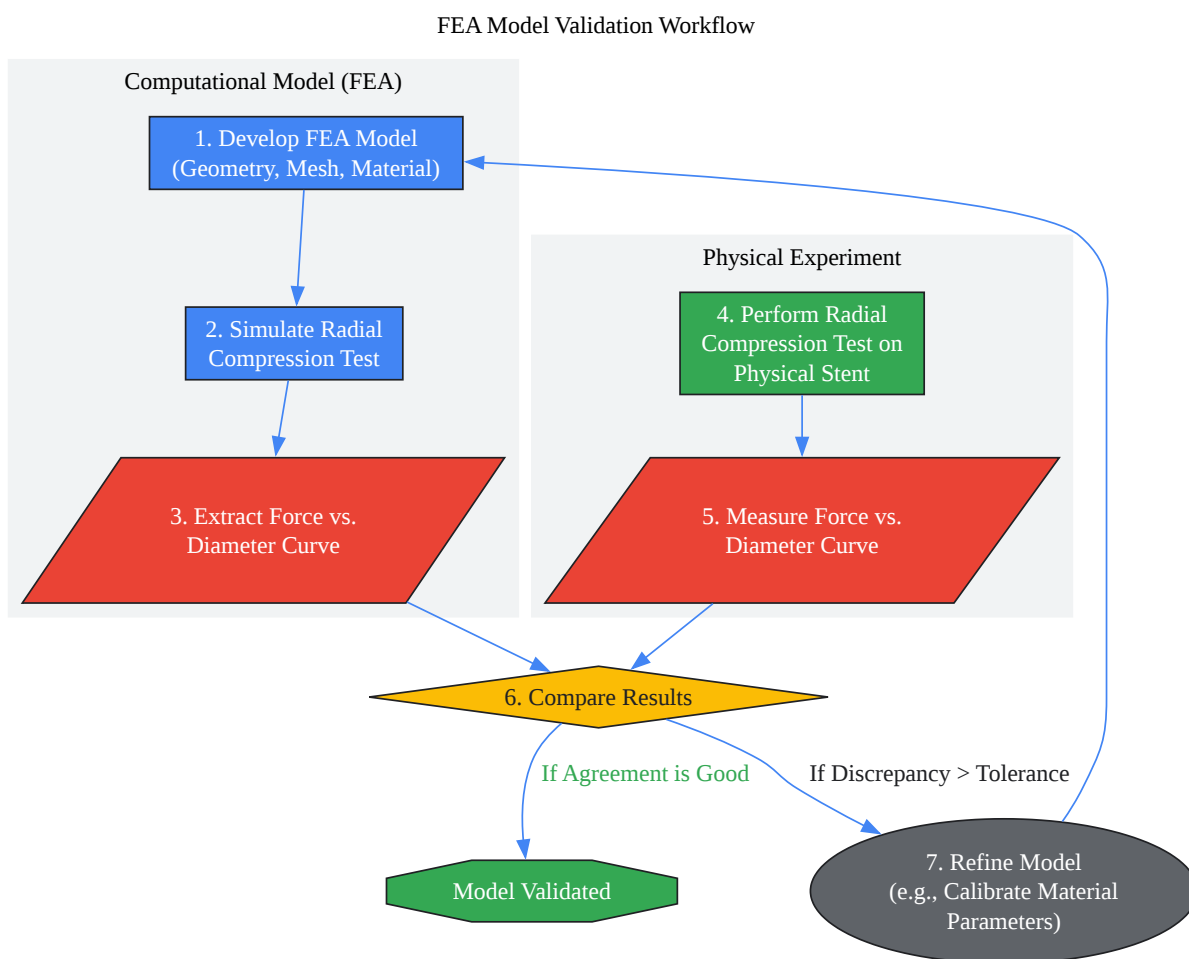 FEA Model Validation Workflow
Computational Model (FEA)
1. Develop FEA Model
(Geometry, Mesh, Material)
2. Simulate Radial
Compression Test
3. Extract Force vs.
Diameter Curve
Physical Experiment
4. Perform Radial
Compression Test on
Physical Stent
5. Measure Force vs.
Diameter Curve
6. Compare Results
If Agreement is Good
If Discrepancy > Tolerance
Model Validated
7. Refine Model
(e.g., Calibrate Material
Parameters)